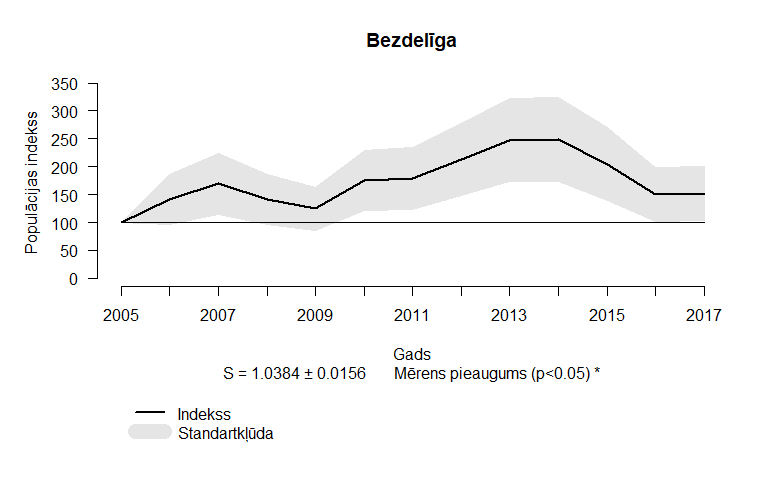 Bezdelīga
Populācijas indekss
350
300
250
200
150
100
50
0
2005 2007 2009 2011 2013 2015 2017
Gads
S = 1.0384 ± 0.0156 Mērens pieaugums (p<0.05) *
Indekss
Standartkļūda